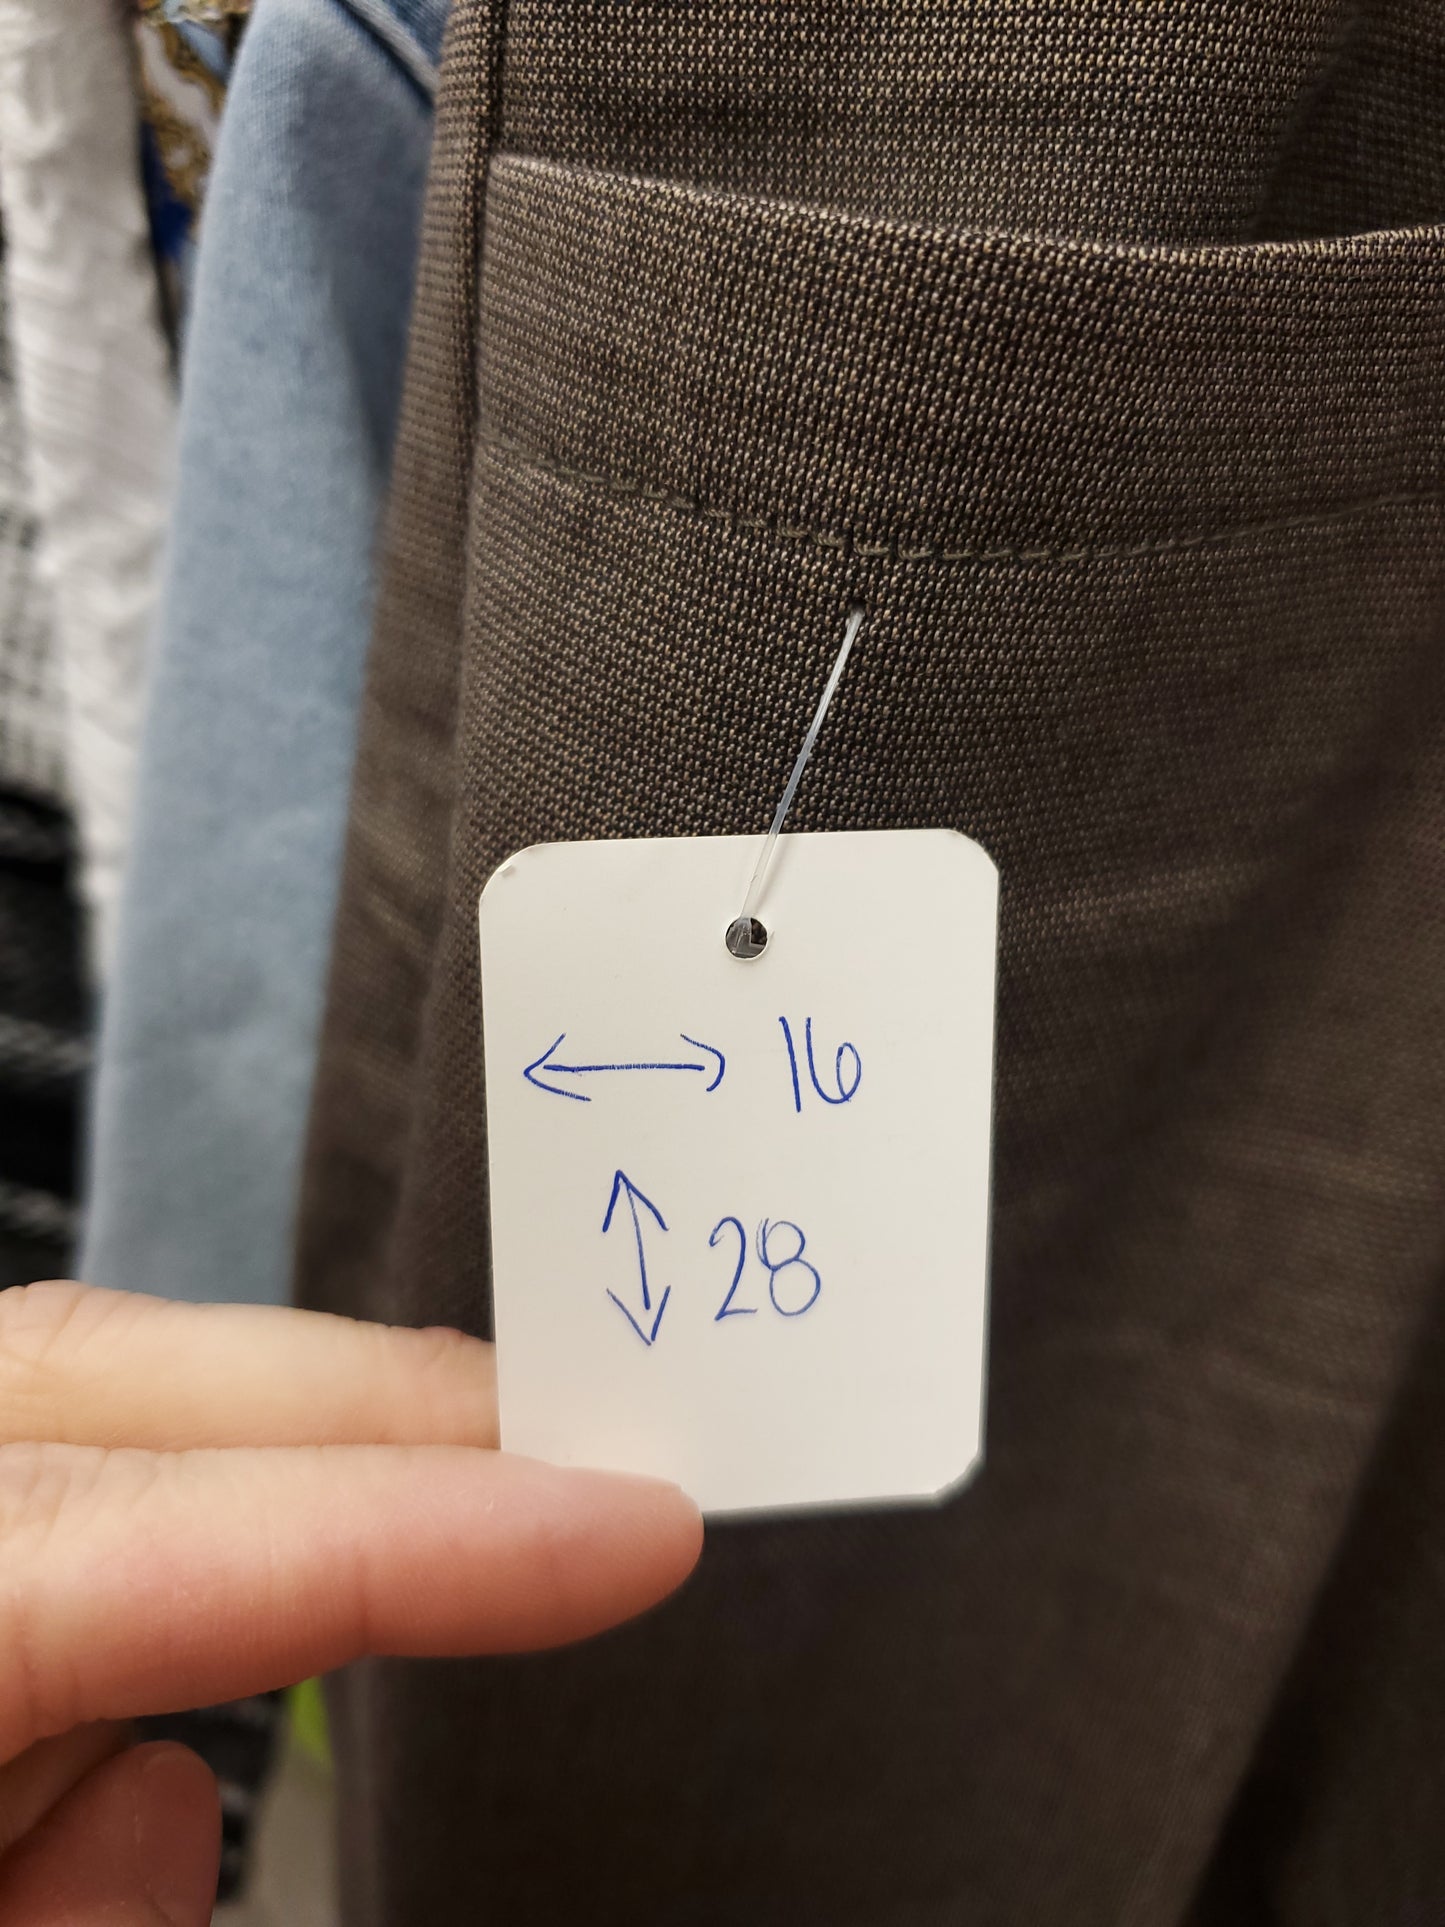 ↔ 16
↕ 28